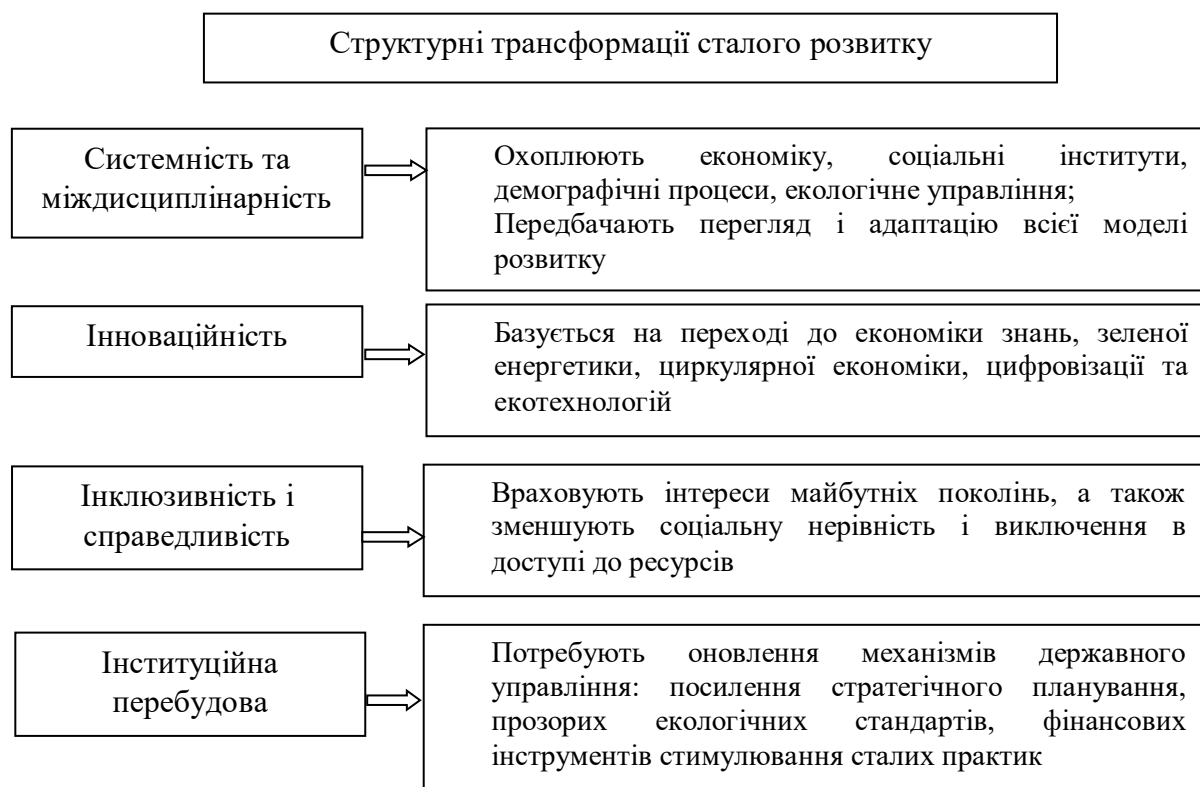 Структурні трансформації сталого розвитку
Системність та
міждисциплінарність
Охоплюють економіку, соціальні інститути,
демографічні процеси, екологічне управління;
Передбачають перегляд і адаптацію всієї моделі
розвитку
Інноваційність
Базується на переході до економіки знань, зеленої
енергетики, циркулярної економіки, цифровізації та
екотехнологій
Інклюзивність і
справедливість
Враховують інтереси майбутніх поколінь, а також
зменшують соціальну нерівність і виключення в
доступі до ресурсів
Інституційна
перебудова
Потребують оновлення механізмів державного
управління: посилення стратегічного планування,
прозорих екологічних стандартів, фінансових
інструментів стимулювання сталих практик